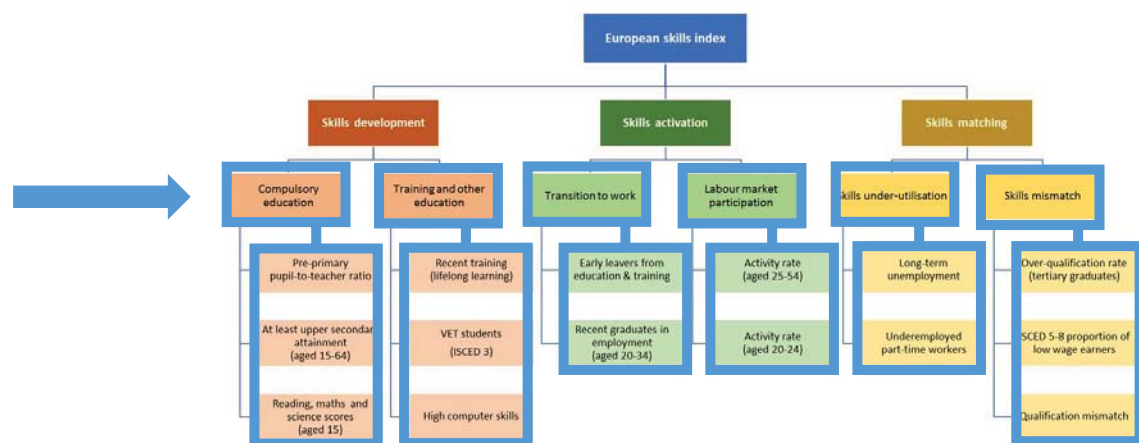 European skills index
Skills development
Skills activation
Skills matching
Compulsory
education
Training and other
education
Transition to work
Labour market
participation
kills under-utilisation
Skills mismatch
Pre-primary
pupil-to-teacher ratio
Recent training
(lifelong learning)
Early leavers from
education & training
Activity rate
(aged 25-54)
Long-term
unemployment
Over-qualification rate
(tertiary graduates)
At least upper secondar
attainment
(aged 15-64)
VET students
(ISCED 3)
Recent graduates in
employment
(aged 20-34)
Activity rate
(aged 20-24)
Underemployed
part-time workers
SCED 5-8 proportion of
low wage earners
Reading, maths and
science scores
(aged 15)
High computer skills
Qualification mismatch